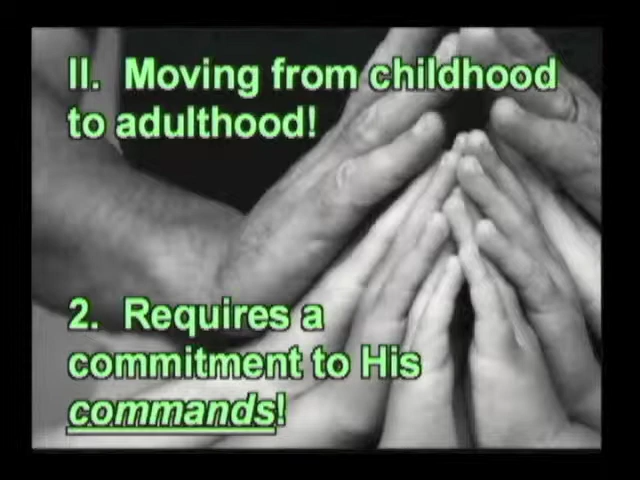 II.  Moving from childhood
to adulthood!
2.  Requires a
commitment to His
commands!